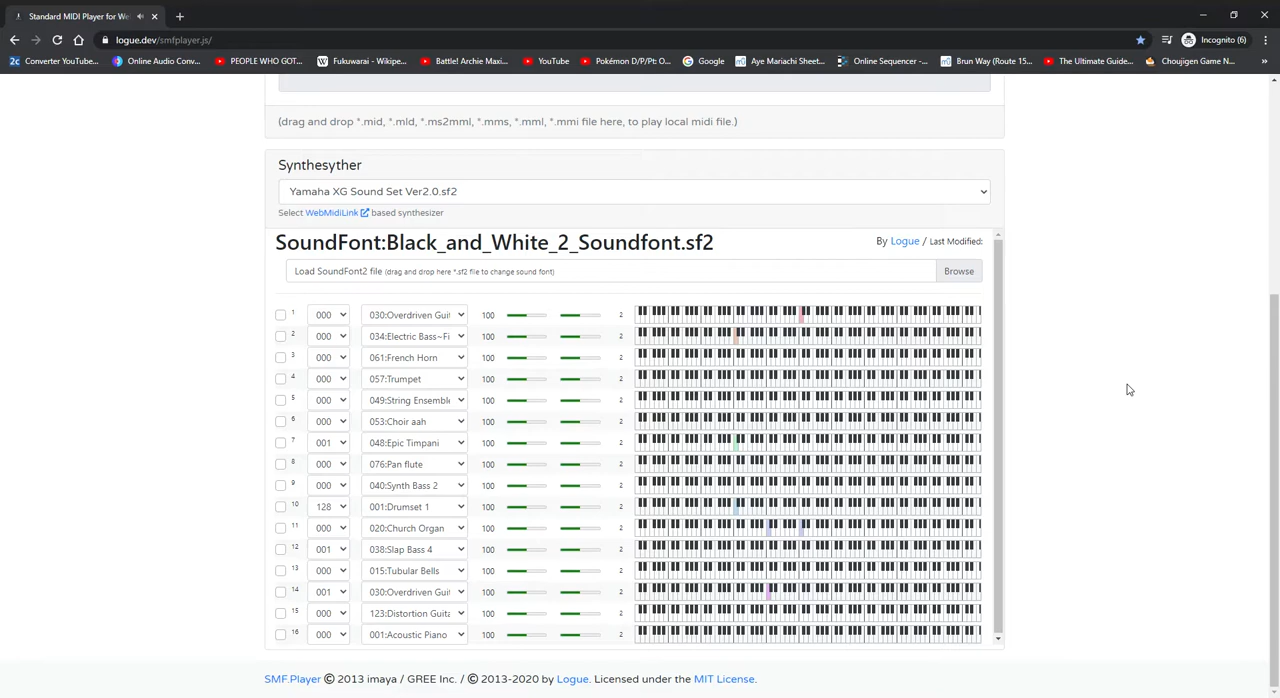 Standard MIDI Player for We
Incognito (6)
logue.dev/smfplayer.js/
Converter YouTube...
Online Audio Conv...
PEOPLE WHO GOT...
Fukuwarai - Wikipe...
Battle! Archie Maxi...
YouTube
Pokémon D/P/Pt: O...
Google
Aye Mariachi Sheet...
Online Sequencer -...
Brun Way (Route 15...
The Ultimate Guide...
Choujigen Game N...
»
(drag and drop *.mid, *.mld, *.ms2mml, *.mms, *.mml, *.mmi file here, to play local midi file.)
Synthesyther
Yamaha XG Sound Set Ver2.0.sf2
Select WebMidiLink based synthesizer
SoundFont:Black_and_White_2_Soundfont.sf2
By Logue / Last Modified:
Load SoundFont2 file (drag and drop here *.sf2 file to change sound font)
Browse
1 000 030:Overdriven Guit 100 2
2 000 034:Electric Bass~Fi 100 2
3 000 061:French Horn 100 2
4 000 057:Trumpet 100 2
5 000 049:String Ensemble 100 2
6 000 053:Choir aah 100 2
7 001 048:Epic Timpani 100 2
8 000 076:Pan flute 100 2
9 000 040:Synth Bass 2 100 2
10 128 001:Drumset 1 100 2
11 000 020:Church Organ 100 2
12 001 038:Slap Bass 4 100 2
13 000 015:Tubular Bells 100 2
14 001 030:Overdriven Guit 100 2
15 000 123:Distortion Guita 100 2
16 000 001:Acoustic Piano 100 2
SMF.Player © 2013 imaya / GREE Inc. / © 2013-2020 by Logue. Licensed under the MIT License.